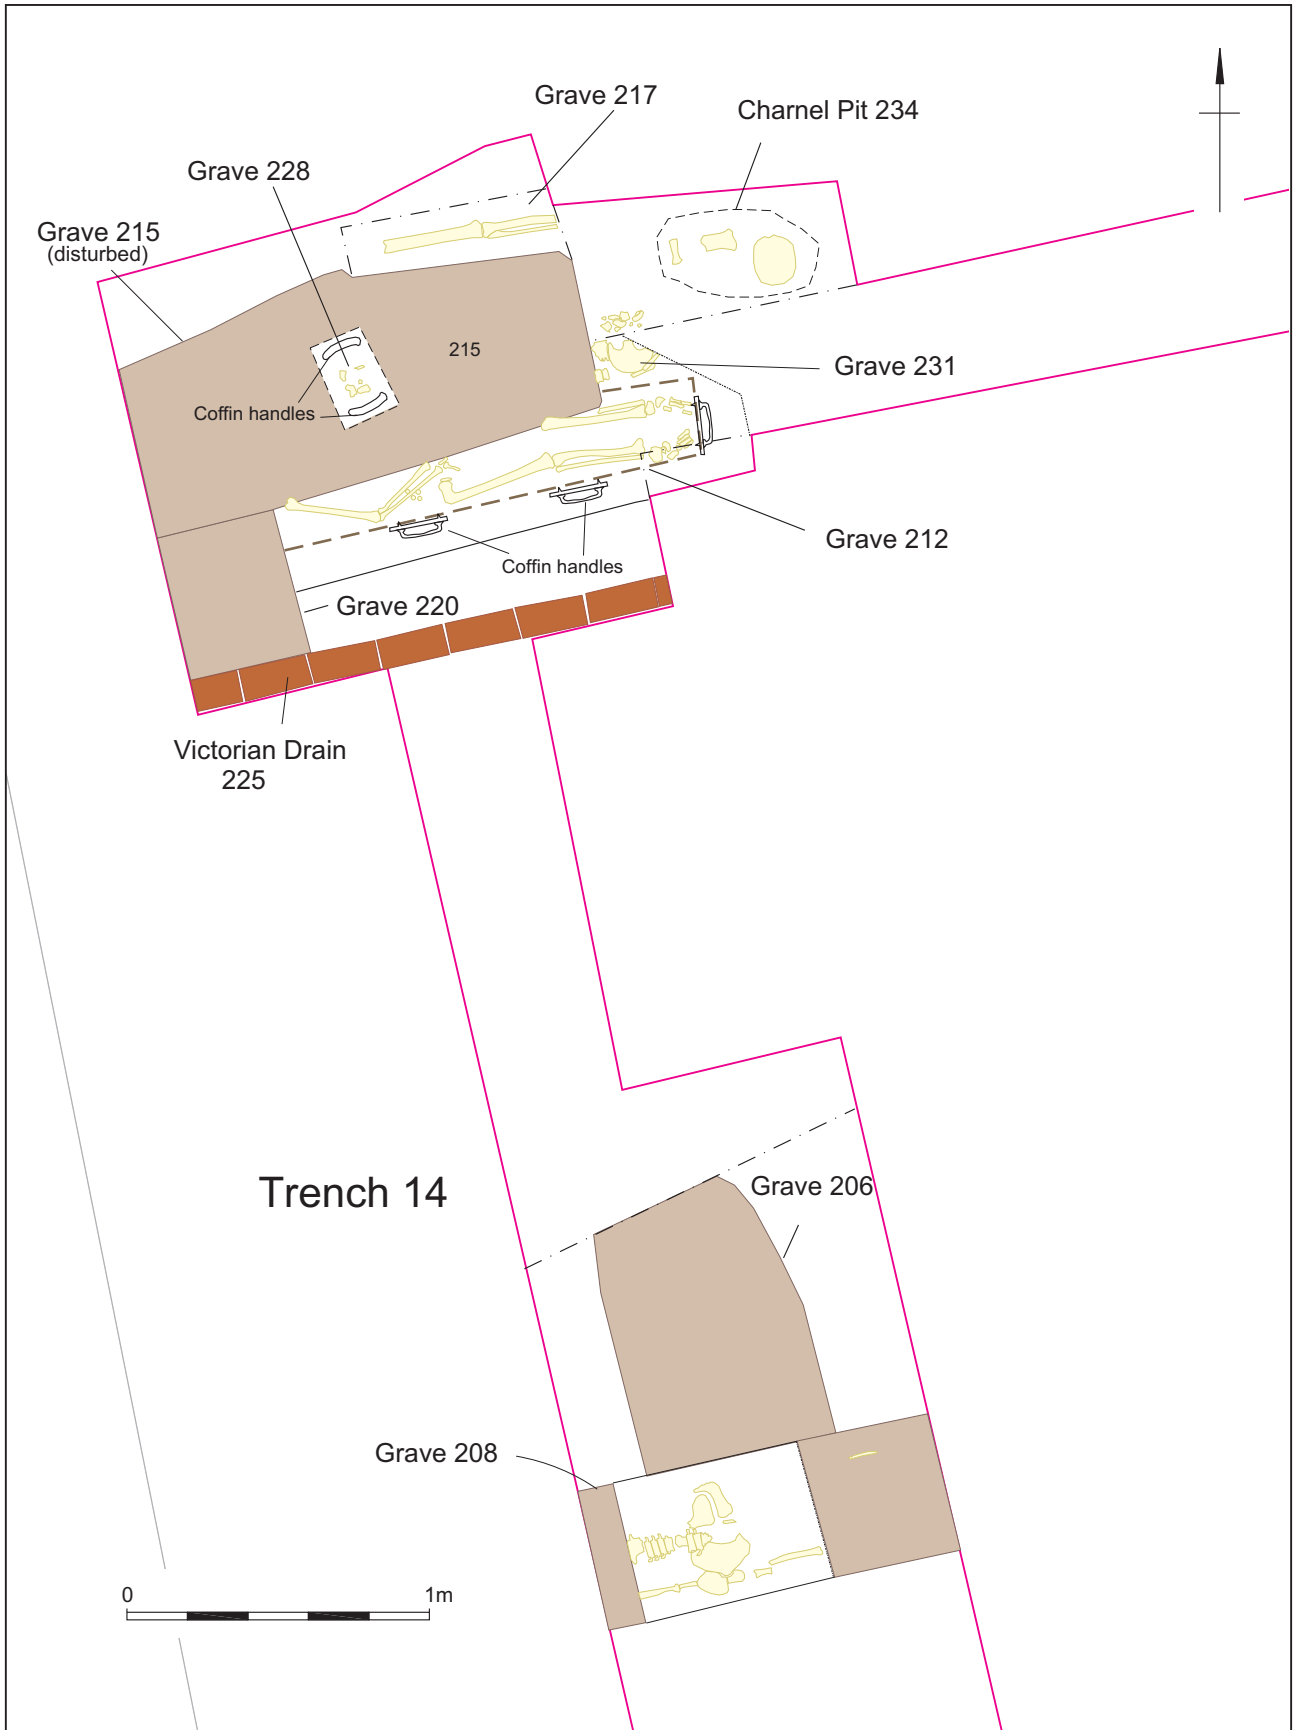 Grave 217
Charnel Pit 234
Grave 228
Grave 215
(disturbed)
215
Grave 231
Coffin handles
Grave 212
Coffin handles
Grave 220
Victorian Drain
225
Trench 14
Grave 206
Grave 208
0 1m